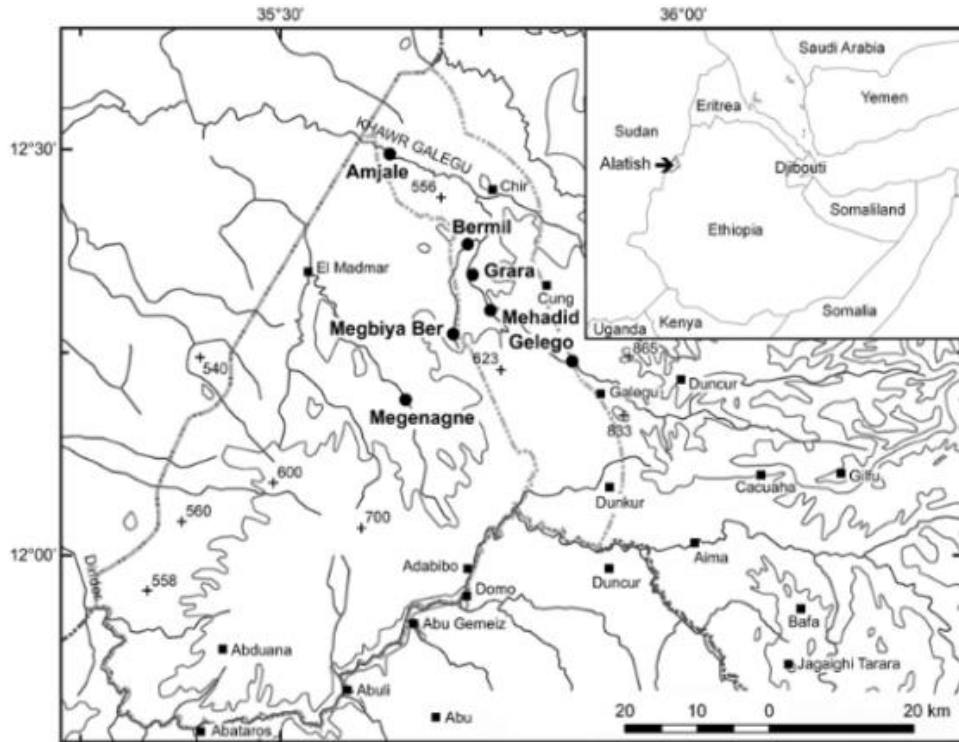 35°30'
36°00'
Saudi Arabia
Eritrea
Yemen
Sudan
Alatish
Djibouti
Somaliland
Ethiopia
Uganda
Kenya
Somalia
12°30'
KHAWR GALEGU
Amjale
556
Chir
Bermil
El Madmar
Grara
Cung
Mehadid
Megbiya Ber
Gelego
623
865
540
Duncur
Galegu
Megenagne
833
600
Cacuaha
Gilfu
Dunkur
560
700
12°00'
Dinder
Aima
Adabibo
Duncur
558
Domo
Bafa
Abu Gemeiz
Abduana
Jagaighi Tarara
Abuli
Abu
Abataros
20 10 0 20 km